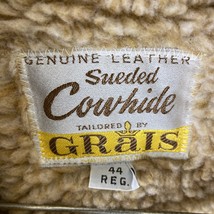 GENUINE LEATHER
Sueded
Cowhide
TAILORED BY
GRAIS
44
REG.